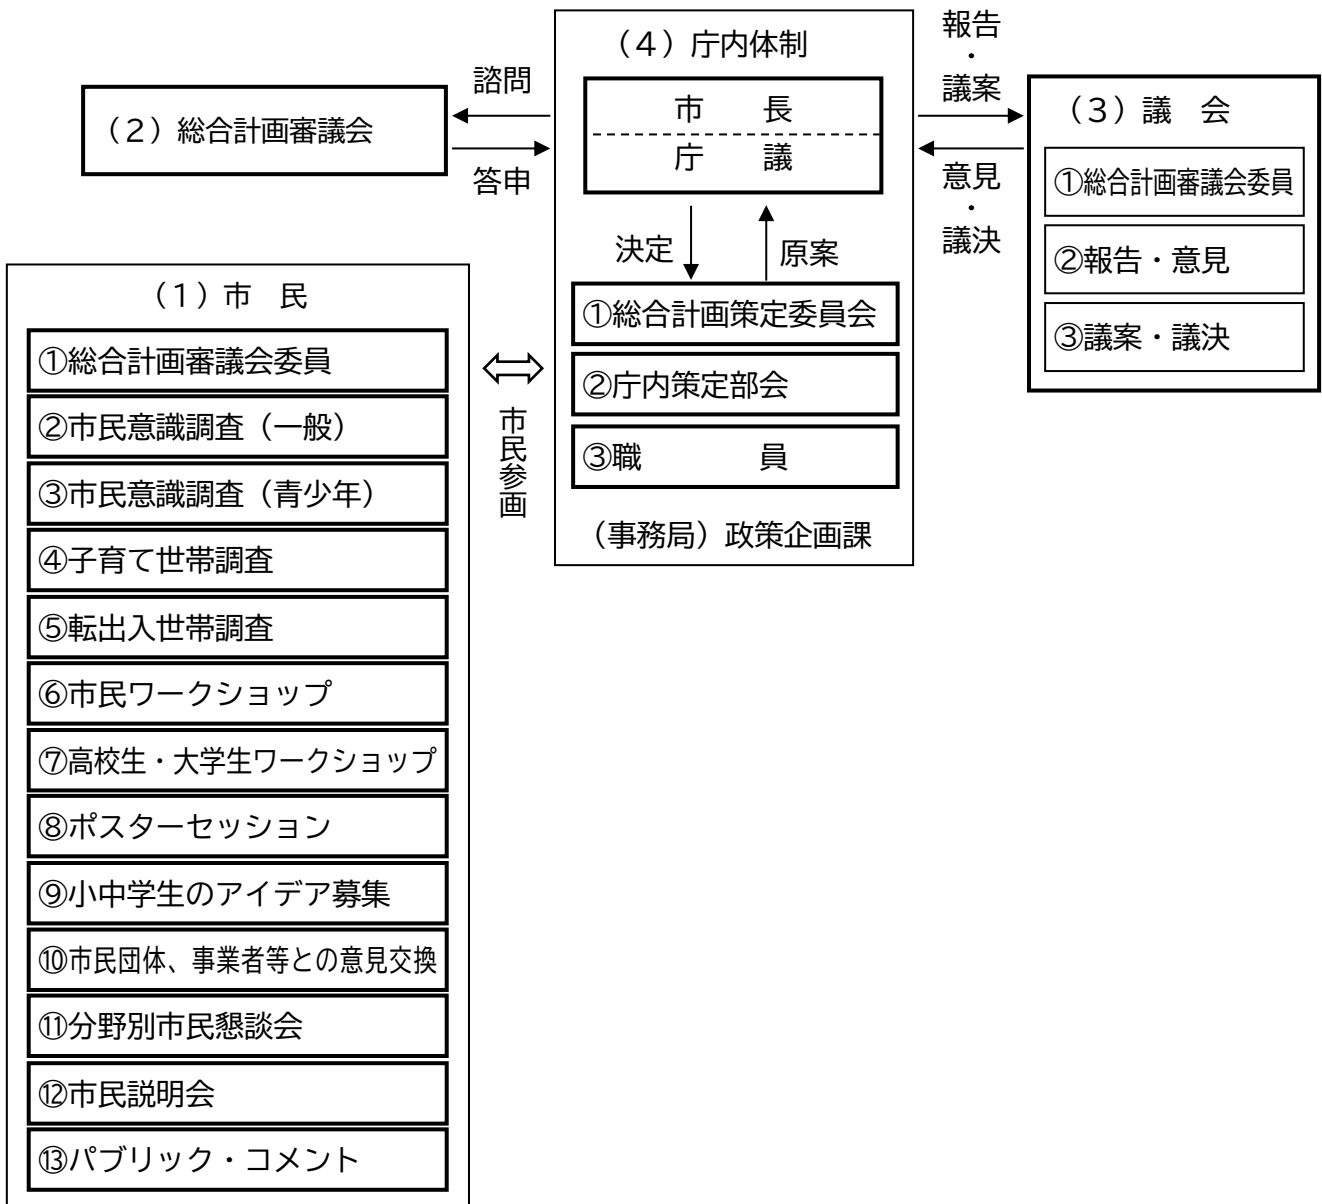 (4)庁内体制
市　長
庁　議
決定
原案
①総合計画策定委員会
②庁内策定部会
③職　員
(事務局)政策企画課
諮問
答申
(2)総合計画審議会
報告
・
議案
意見
・
議決
(3)議　会
①総合計画審議会委員
②報告・意見
③議案・議決
(1)市　民
①総合計画審議会委員
②市民意識調査（一般）
③市民意識調査（青少年）
④子育て世帯調査
⑤転出入世帯調査
⑥市民ワークショップ
⑦高校生・大学生ワークショップ
⑧ポスターセッション
⑨小中学生のアイデア募集
⑩市民団体、事業者等との意見交換
⑪分野別市民懇談会
⑫市民説明会
⑬パブリック・コメント
市民参画